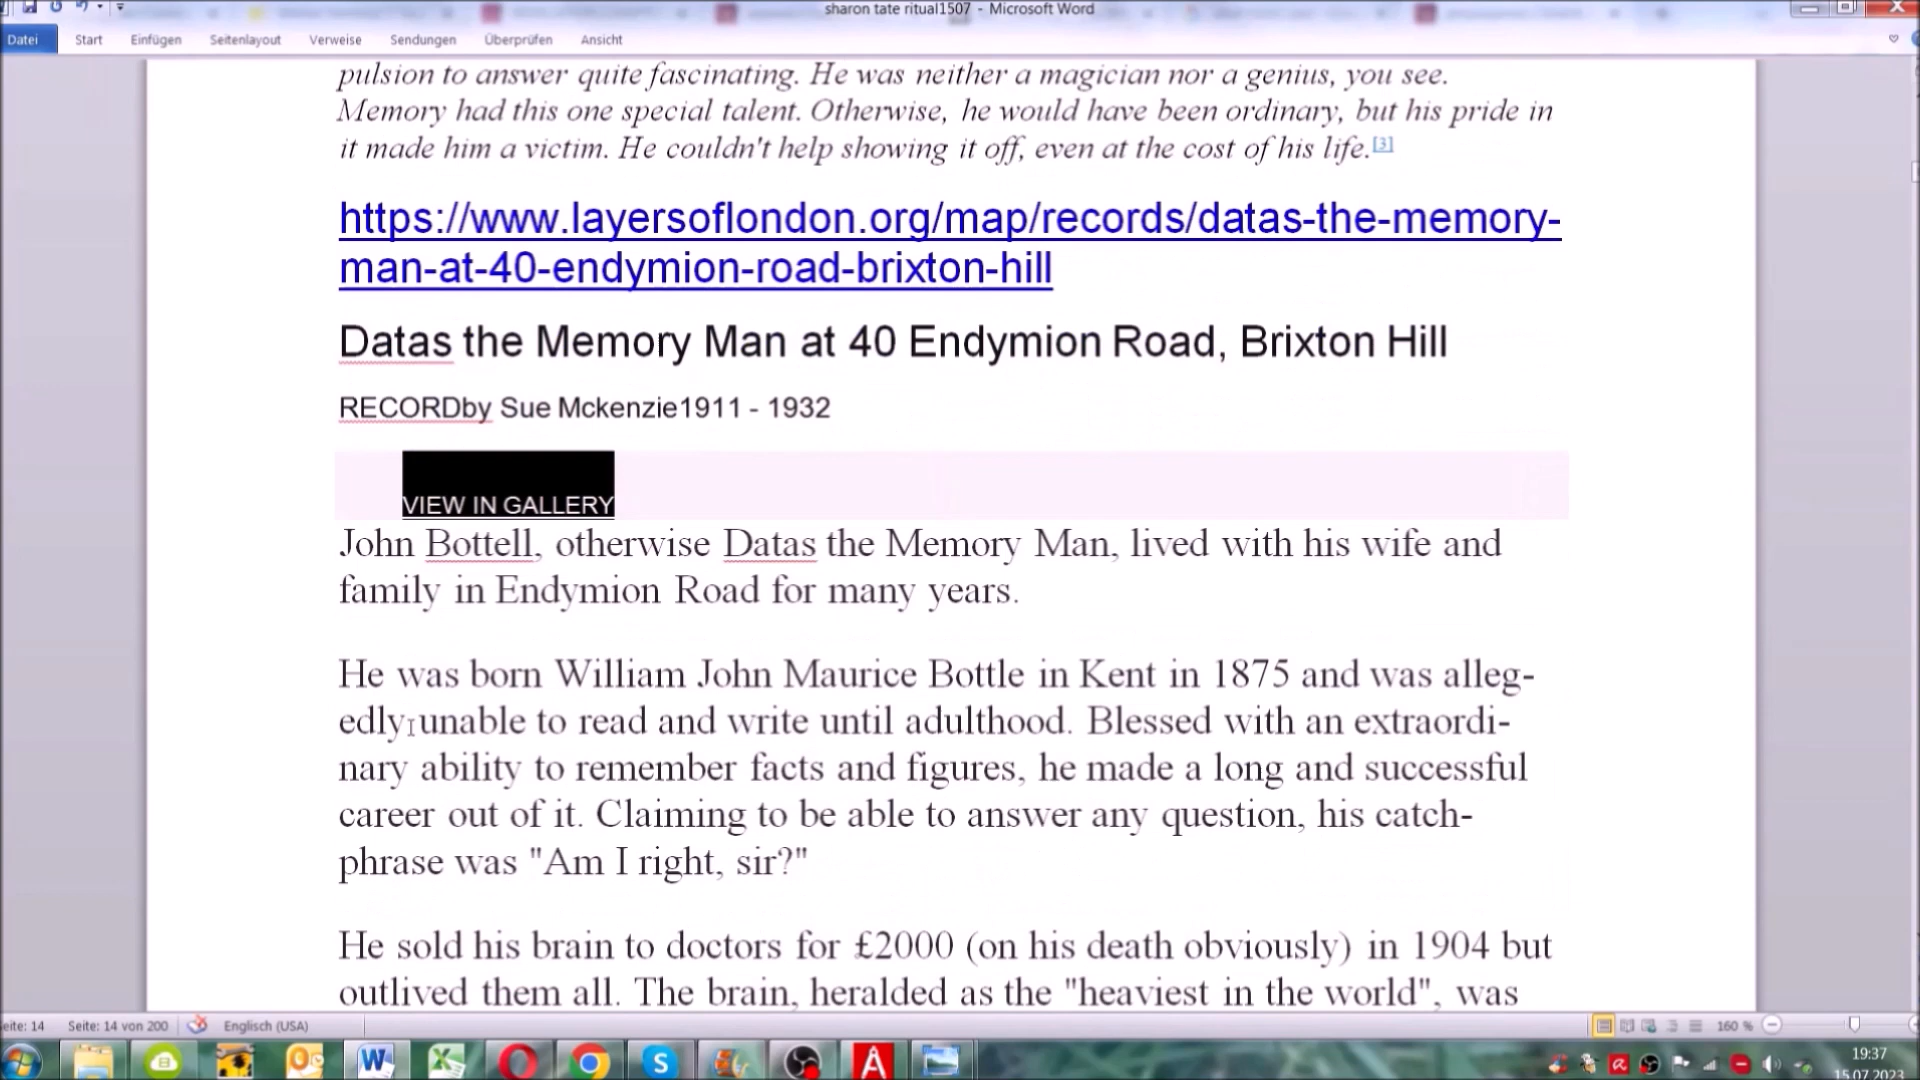 sharon tate ritual1507 - Microsoft Word
Datei Start Einfügen Seitenlayout Verweise Sendungen Überprüfen Ansicht
pulsion to answer quite fascinating. He was neither a magician nor a genius, you see.
Memory had this one special talent. Otherwise, he would have been ordinary, but his pride in
it made him a victim. He couldn't help showing it off, even at the cost of his life.[3]
https://www.layersoflondon.org/map/records/datas-the-memory-
man-at-40-endymion-road-brixton-hill
Datas the Memory Man at 40 Endymion Road, Brixton Hill
RECORDby Sue Mckenzie1911 - 1932
VIEW IN GALLERY
John Bottell, otherwise Datas the Memory Man, lived with his wife and
family in Endymion Road for many years.
He was born William John Maurice Bottle in Kent in 1875 and was alleg-
edly unable to read and write until adulthood. Blessed with an extraordi-
nary ability to remember facts and figures, he made a long and successful
career out of it. Claiming to be able to answer any question, his catch-
phrase was "Am I right, sir?"
He sold his brain to doctors for £2000 (on his death obviously) in 1904 but
outlived them all. The brain, heralded as the "heaviest in the world", was
eite: 14 Seite: 14 von 200 Englisch (USA) 160 %
19:37
15.07.2023